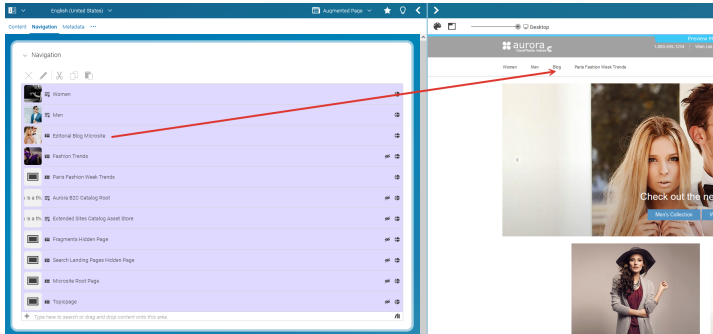 English (United States)
Augmented Page
Content Navigation Metadata ...
Navigation
Women
Men
Editorial Blog Microsite
Fashion Trends
Paris Fashion Week Trends
Aurora B2C Catalog Root
Extended Sites Catalog Asset Store
Fragments Hidden Page
Search Landing Pages Hidden Page
Microsite Root Page
Topicpage
Type here to search or drag and drop content onto this area.
Desktop
aurora
Women Men Blog Paris Fashion Week Trends
Check out the ne
Men's Collection